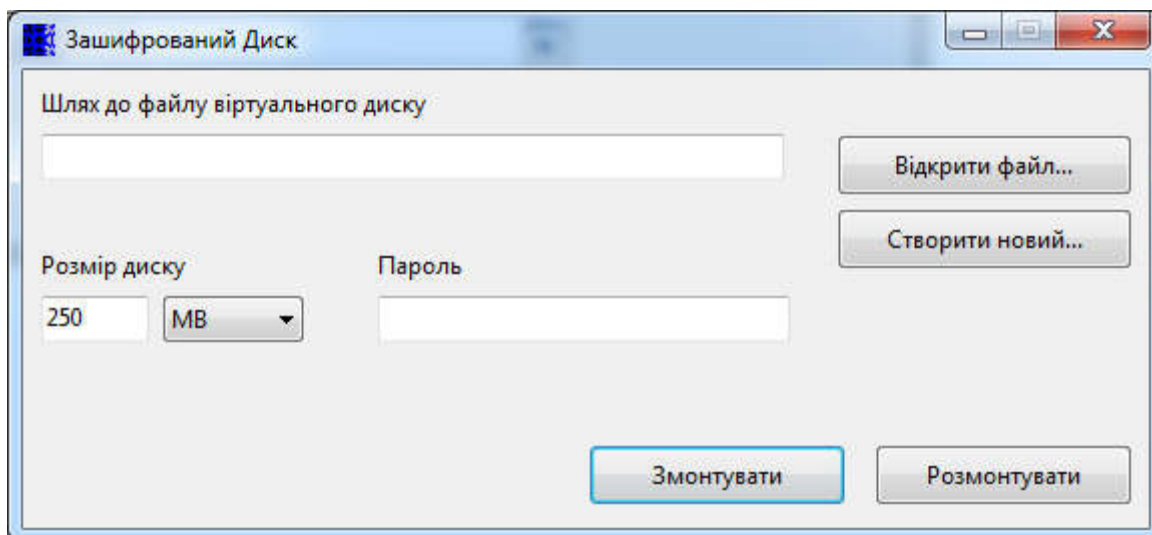 Зашифрований Диск
Шлях до файлу віртуального диску
Відкрити файл...
Створити новий...
Розмір диску Пароль
250 MB
Змонтувати Розмонтувати